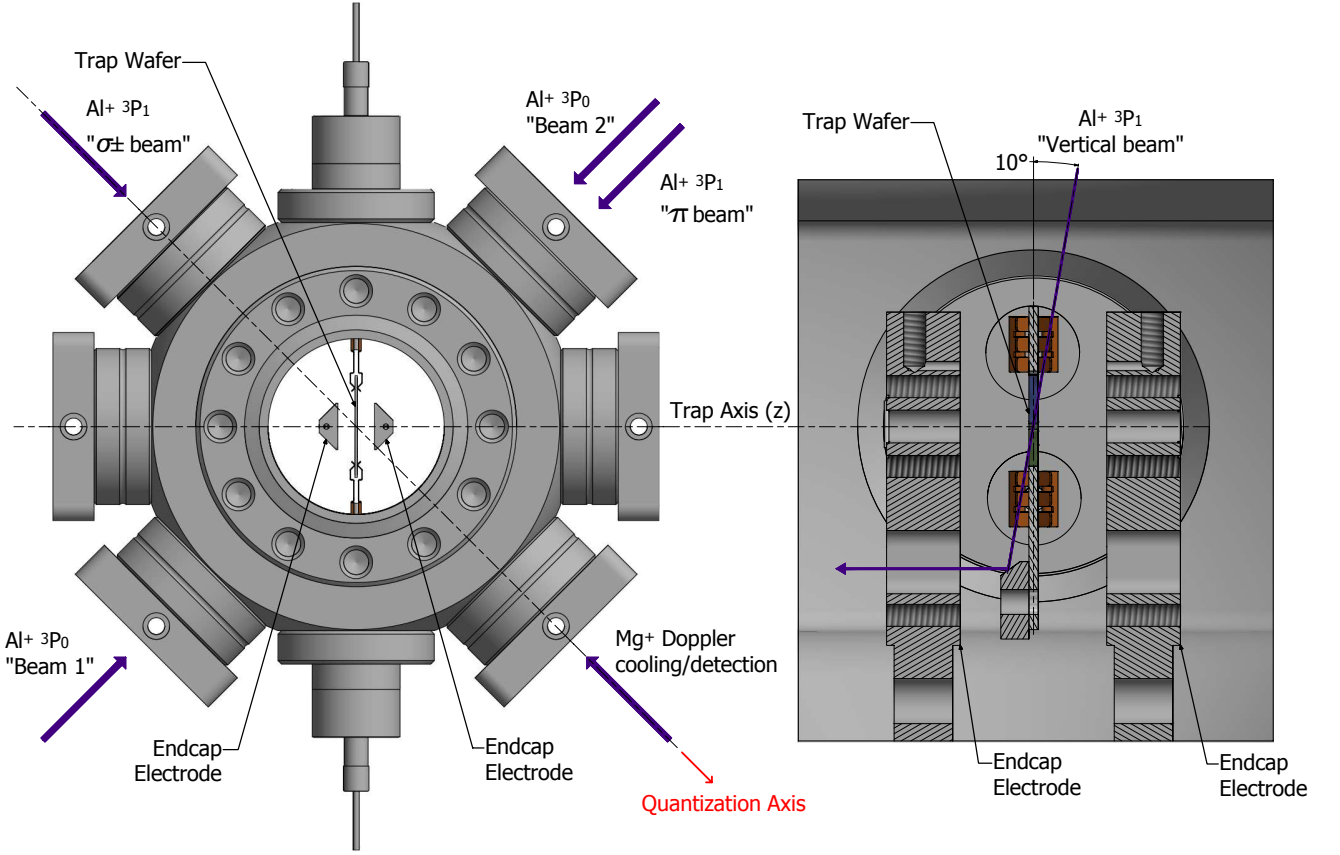 Trap Wafer
Al+ ³P₁
"σ± beam"
Al+ ³P₀
"Beam 2"
Al+ ³P₁
"π beam"
Al+ ³P₀
"Beam 1"
Mg+ Doppler
cooling/detection
Endcap
Electrode
Endcap
Electrode
Quantization Axis
Trap Axis (z)
Trap Wafer
10°
Al+ ³P₁
"Vertical beam"
Endcap
Electrode
Endcap
Electrode